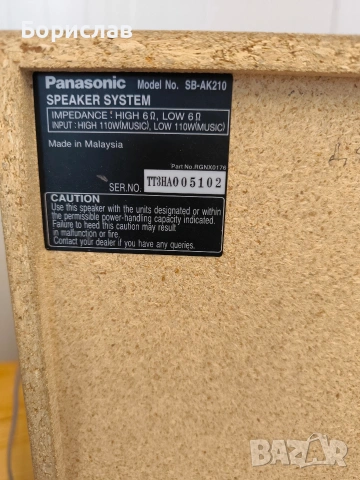 Борислав
Panasonic Model No. SB-AK210
SPEAKER SYSTEM
IMPEDANCE : HIGH 6Ω, LOW 6Ω
INPUT : HIGH 110W(MUSIC), LOW 110W(MUSIC)
Made in Malaysia
Part No.RGNX0176
SER.NO. TT3HA005102
CAUTION
Use this speaker with the units designated or within
the permissible power-handling capacity indicated.
Failure to heed this caution may result
in malfunction or fire.
Contact your dealer if you have any queries.
BAZAR